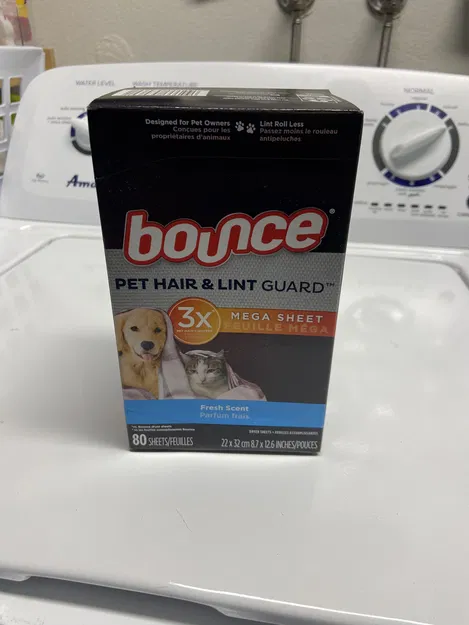 WATER LEVEL
WASH TEMPERATURE
NORMAL
Designed for Pet Owners
Conçues pour les
propriétaires d'animaux
Lint Roll Less
Passez moins le rouleau
antipeluches
bounce®
PET HAIR & LINT GUARD™
3x
MEGA SHEET
FEUILLE MÉGA
Fresh Scent
Parfum frais
80 SHEETS/FEUILLES
22 x 32 cm 8.7 x 12.6 INCHES/POUCES